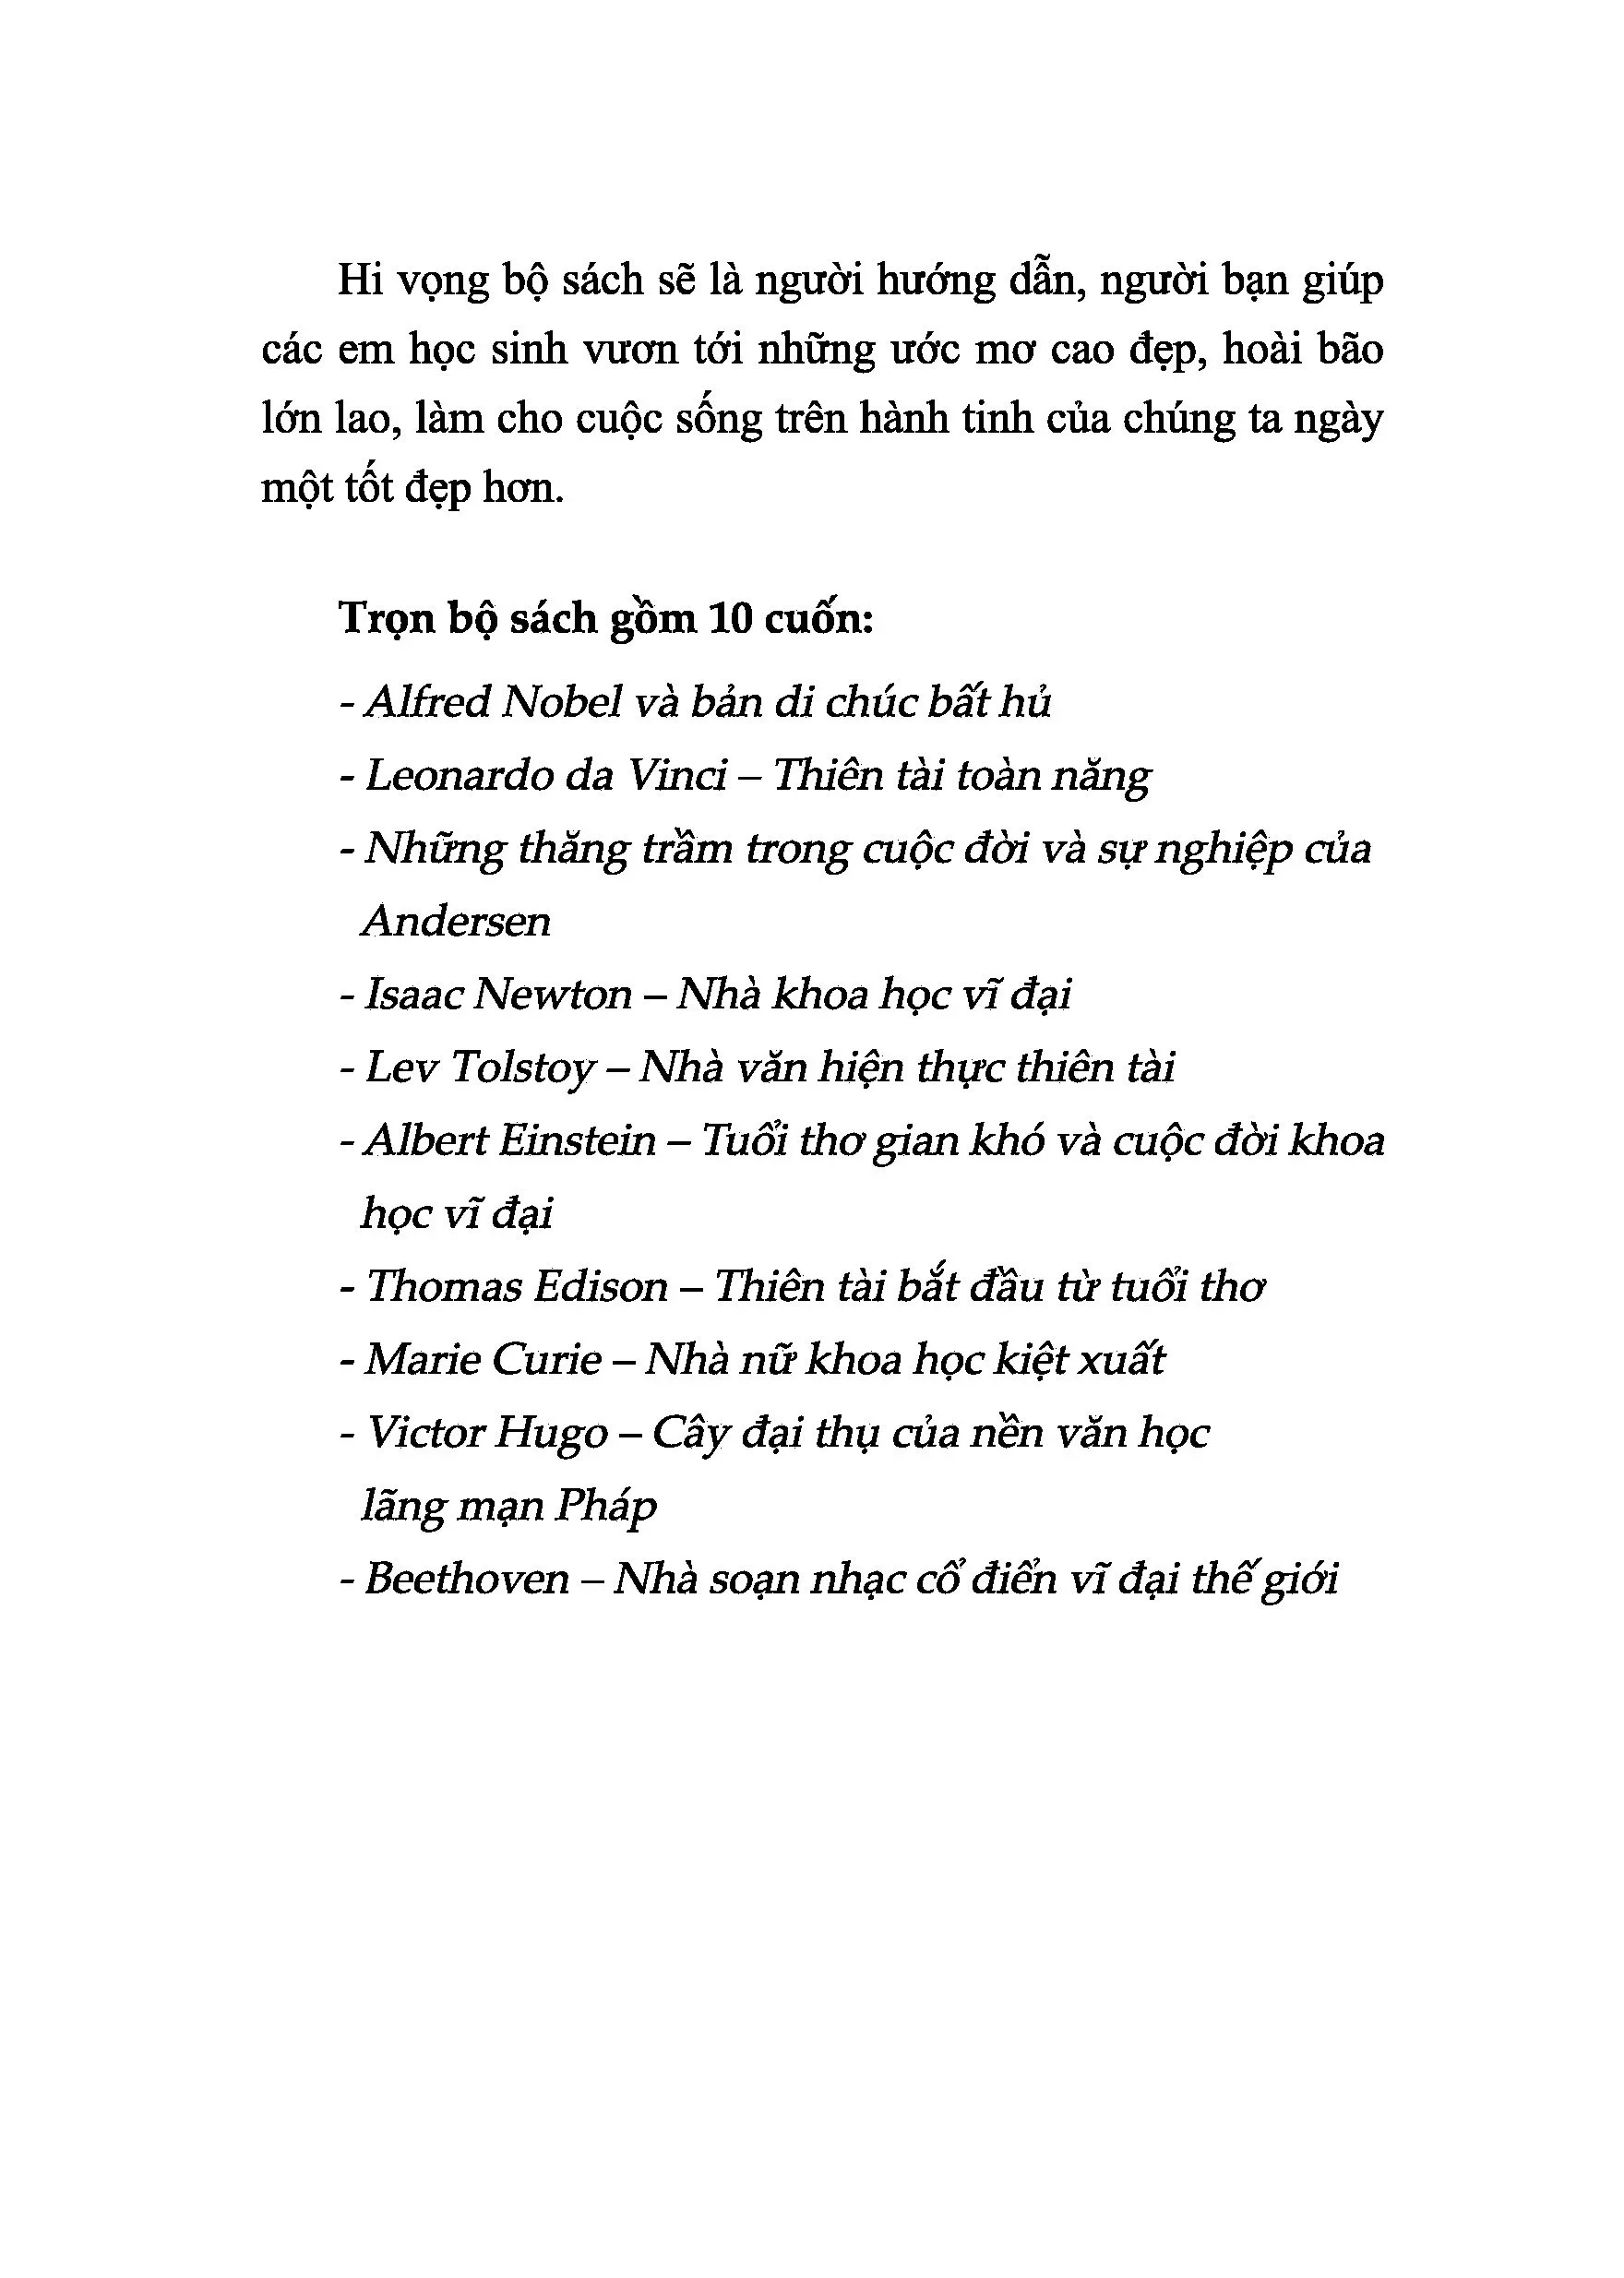 Hi vọng bộ sách sẽ là người hướng dẫn, người bạn giúp
các em học sinh vươn tới những ước mơ cao đẹp, hoài bão
lớn lao, làm cho cuộc sống trên hành tinh của chúng ta ngày
một tốt đẹp hơn.
Trọn bộ sách gồm 10 cuốn:
- Alfred Nobel và bản di chúc bất hủ
- Leonardo da Vinci – Thiên tài toàn năng
- Những thăng trầm trong cuộc đời và sự nghiệp của
Andersen
- Isaac Newton – Nhà khoa học vĩ đại
- Lev Tolstoy – Nhà văn hiện thực thiên tài
- Albert Einstein – Tuổi thơ gian khó và cuộc đời khoa
học vĩ đại
- Thomas Edison – Thiên tài bắt đầu từ tuổi thơ
- Marie Curie – Nhà nữ khoa học kiệt xuất
- Victor Hugo – Cây đại thụ của nền văn học
lãng mạn Pháp
- Beethoven – Nhà soạn nhạc cổ điển vĩ đại thế giới